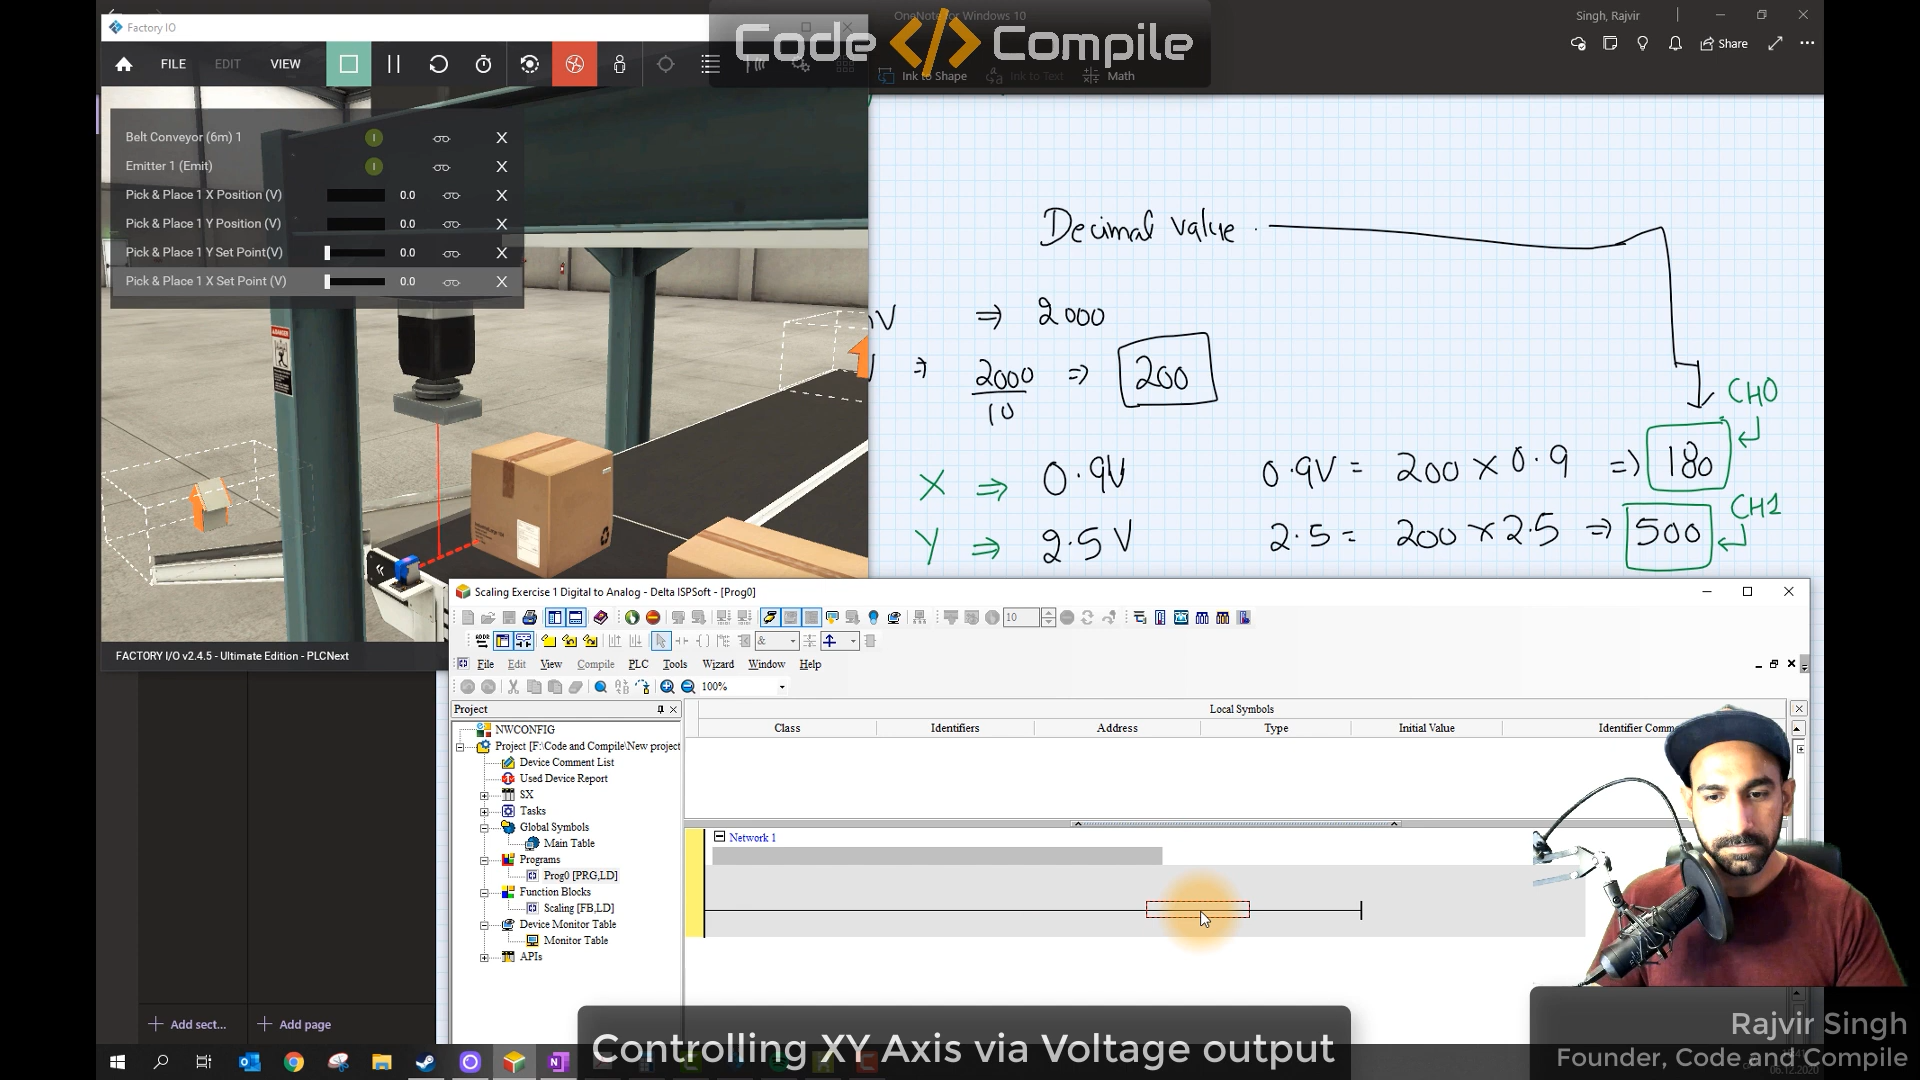 OneNote for Windows 10
Singh, Rajvir
Factory IO
Code </> Compile
FILE EDIT VIEW
Share
Ink to Shape Ink to Text Math
Belt Conveyor (6m) 1 X
Emitter 1 (Emit) X
Pick & Place 1 X Position (V) 0.0 X
Pick & Place 1 Y Position (V) 0.0 X
Pick & Place 1 Y Set Point(V) 0.0 X
Pick & Place 1 X Set Point (V) 0.0 X
Decimal value
V ⇒ 2000
⇒ 2000/10 ⇒ 200
CH0
X ⇒ 0.9V 0.9V = 200 × 0.9 ⇒ 180
CH1
Y ⇒ 2.5V 2.5 = 200 × 2.5 ⇒ 500
FACTORY I/O v2.4.5 - Ultimate Edition - PLCNext
Scaling Exercise 1 Digital to Analog - Delta ISPSoft - [Prog0]
10
&
File Edit View Compile PLC Tools Wizard Window Help
100%
Project
Local Symbols
Class Identifiers Address Type Initial Value Identifier Comm
NWCONFIG
Project [F:\Code and Compile\New project
Device Comment List
Used Device Report
SX
Tasks
Global Symbols
Main Table
Programs
Prog0 [PRG,LD]
Function Blocks
Scaling [FB,LD]
Device Monitor Table
Monitor Table
APIs
Network 1
Add sect... Add page
Controlling XY Axis via Voltage output
Rajvir Singh
Founder, Code and Compile
06.12.2020